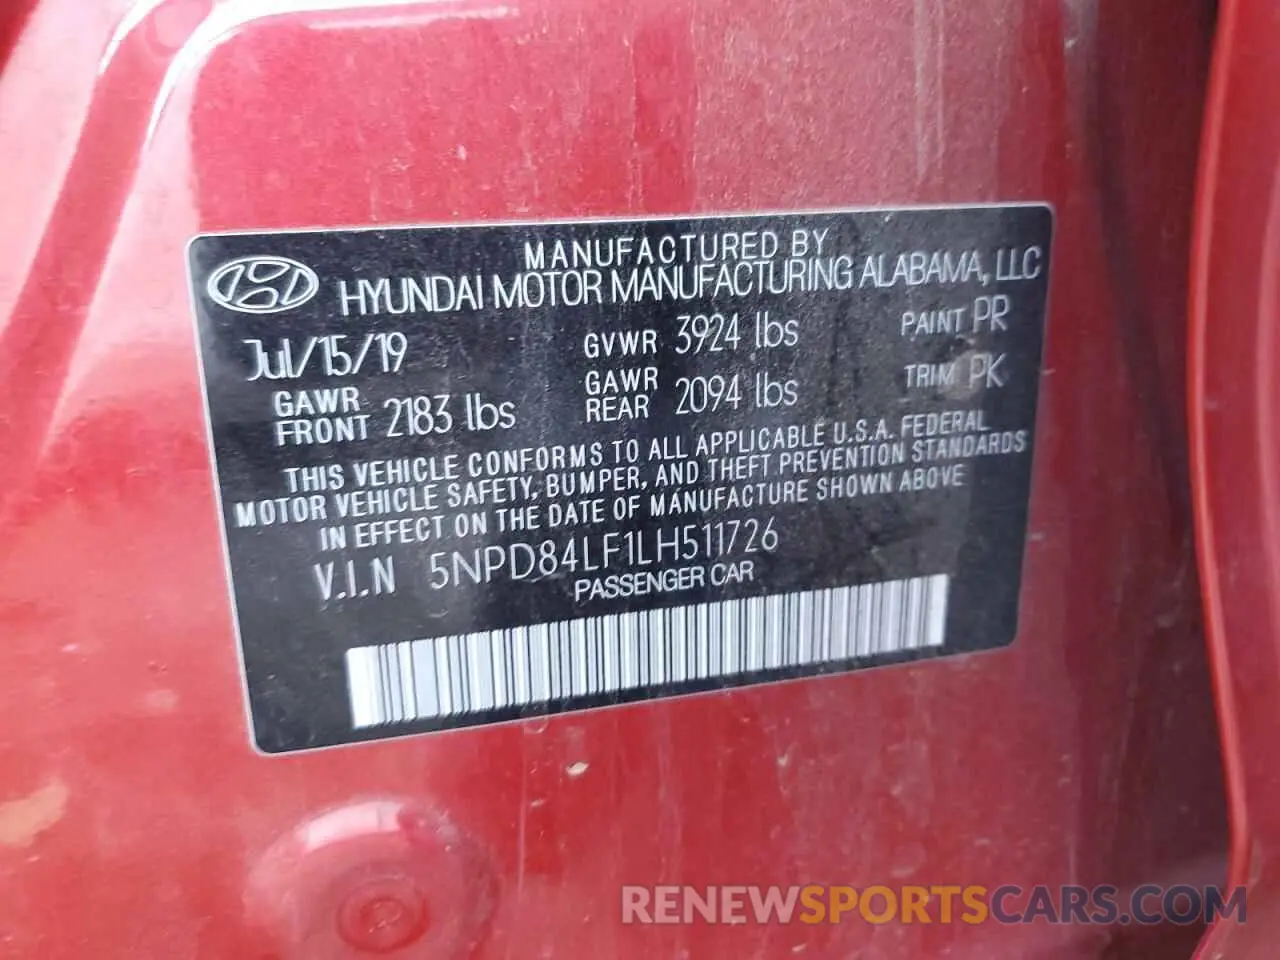 MANUFACTURED BY
HYUNDAI MOTOR MANUFACTURING ALABAMA, LLC
Jul/15/19 GVWR 3924 lbs PAINT PR
GAWR FRONT 2183 lbs GAWR REAR 2094 lbs TRIM PK
THIS VEHICLE CONFORMS TO ALL APPLICABLE U.S.A. FEDERAL
MOTOR VEHICLE SAFETY, BUMPER, AND THEFT PREVENTION STANDARDS
IN EFFECT ON THE DATE OF MANUFACTURE SHOWN ABOVE
V.I.N 5NPD84LF1LH511726
PASSENGER CAR
RENEWSPORTSCARS.COM